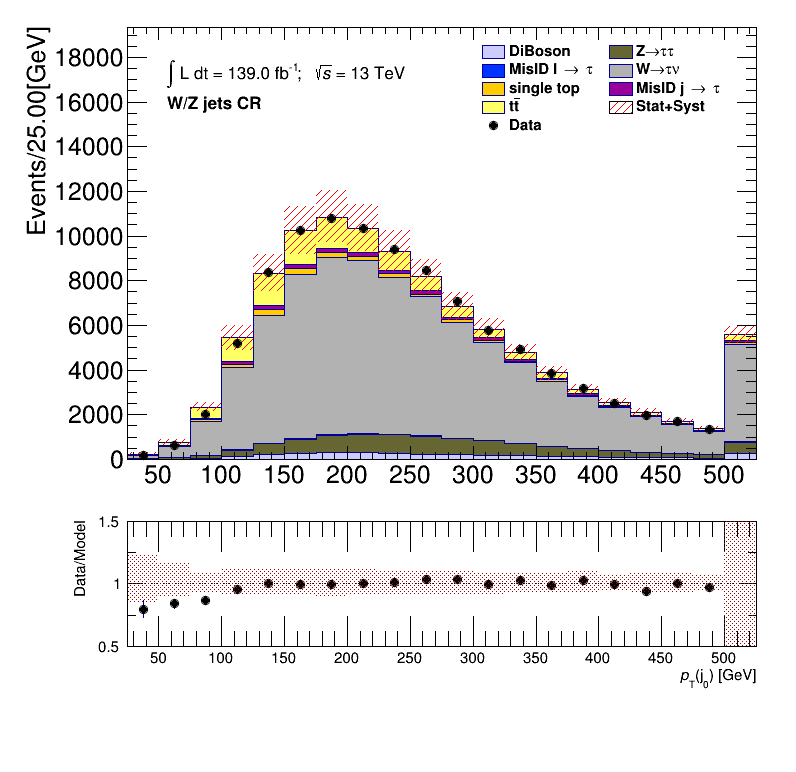 Events/25.00[GeV]
18000
16000
14000
12000
10000
8000
6000
4000
2000
0
∫ L dt = 139.0 fb⁻¹; √s = 13 TeV
W/Z jets CR
DiBoson Z→ττ
MisID l → τ W→τν
single top MisID j → τ
tt̄ Stat+Syst
Data
50 100 150 200 250 300 350 400 450 500
Data/Model
1.5
1
0.5
50 100 150 200 250 300 350 400 450 500
p_T(j_0) [GeV]